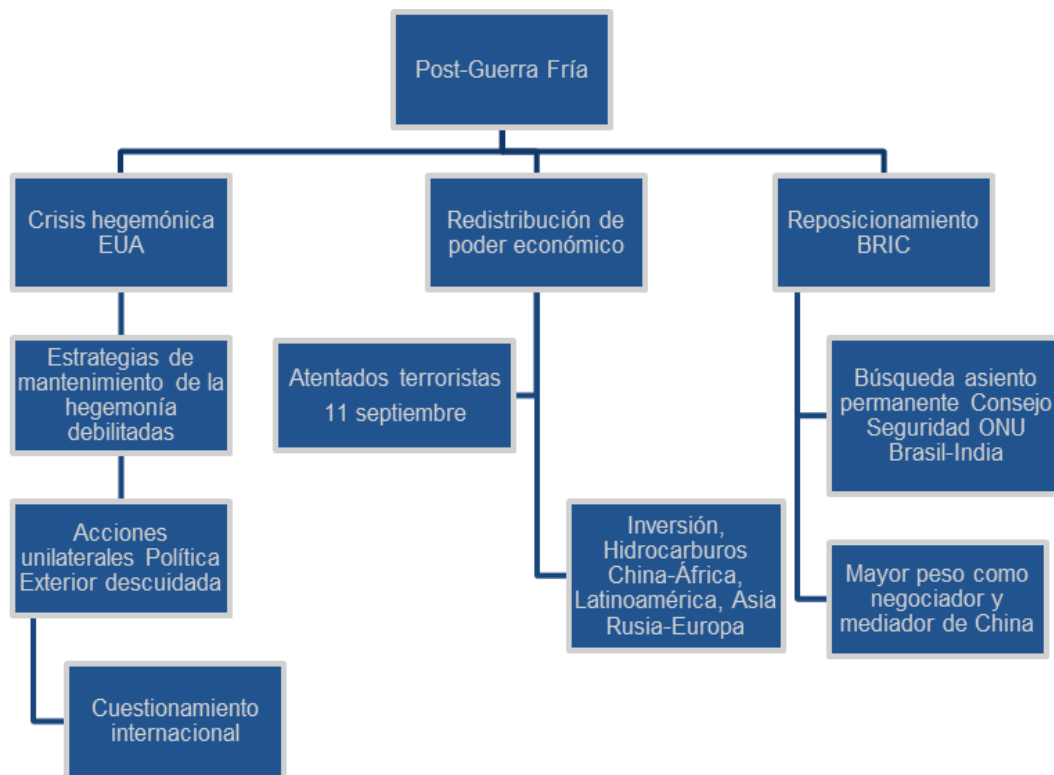 Post-Guerra Fría
Crisis hegemónica
EUA
Redistribución de
poder económico
Reposicionamiento
BRIC
Estrategias de
mantenimiento de la
hegemonía
debilitadas
Atentados terroristas
11 septiembre
Búsqueda asiento
permanente Consejo
Seguridad ONU
Brasil-India
Acciones
unilaterales Política
Exterior descuidada
Inversión,
Hidrocarburos
China-África,
Latinoamérica, Asia
Rusia-Europa
Mayor peso como
negociador y
mediador de China
Cuestionamiento
internacional